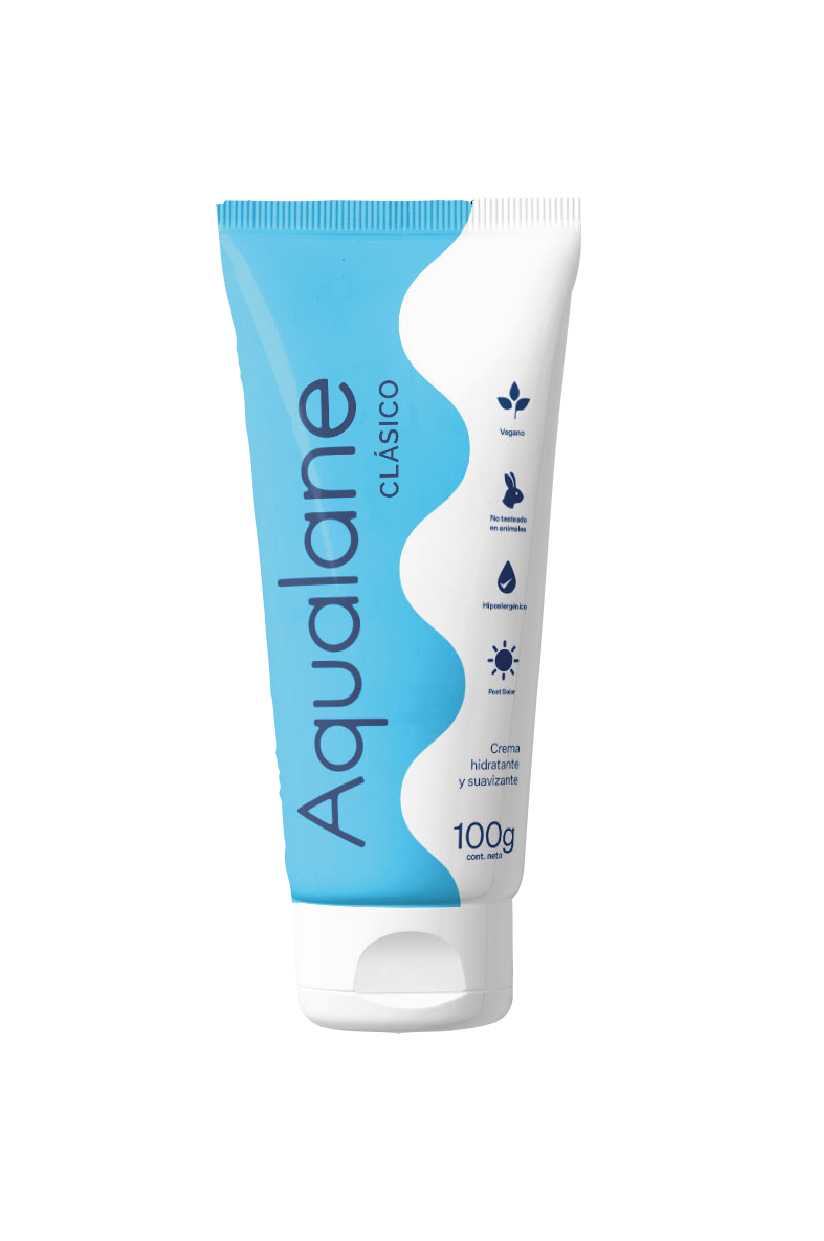 Aqualane
CLÁSICO
Vegano
No testeado
en animales
Hipoalergénico
Post Solar
Crema
hidratante
y suavizante
100g
cont. neto